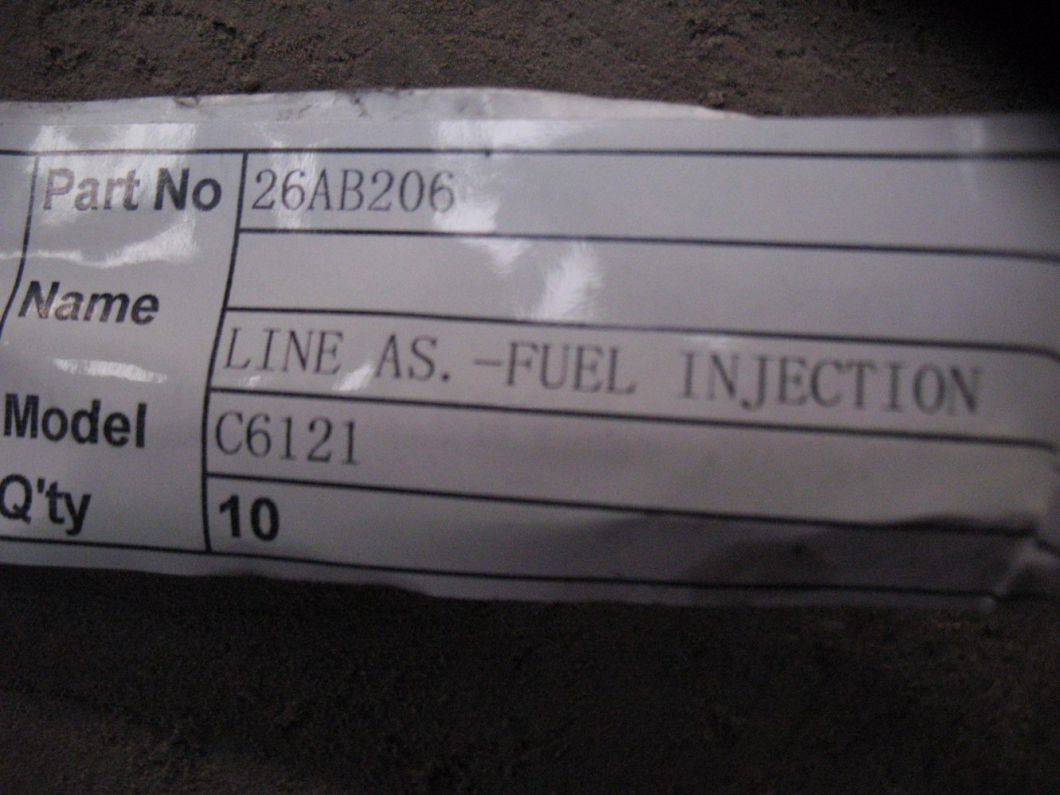 Part No 26AB206
Name LINE AS. -FUEL INJECTION
Model C6121
Q'ty 10